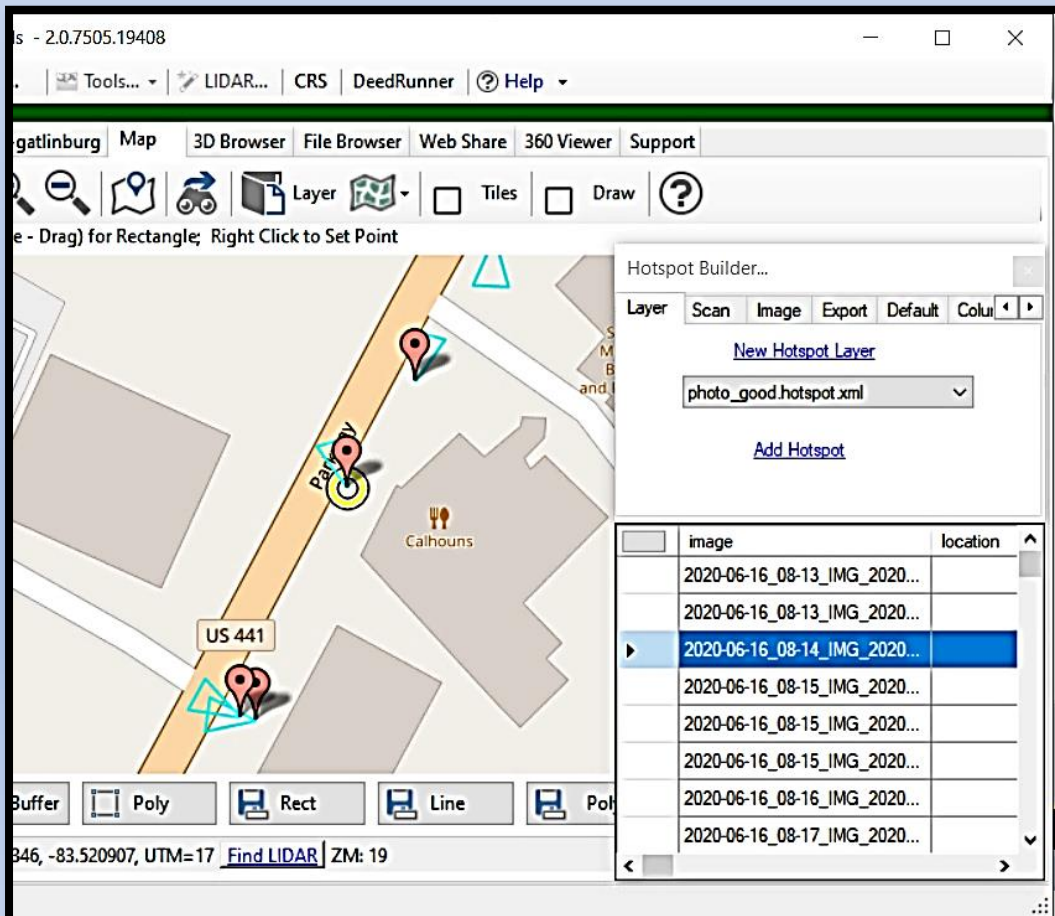 ls - 2.0.7505.19408
Tools... LIDAR... CRS DeedRunner Help
-gatlinburg Map 3D Browser File Browser Web Share 360 Viewer Support
Layer Tiles Draw
e - Drag) for Rectangle; Right Click to Set Point
Hotspot Builder...
Layer Scan Image Export Default Colu
New Hotspot Layer
photo_good.hotspot.xml
Add Hotspot
S
M
B
and
Calhouns
US 441
image location
2020-06-16_08-13_IMG_2020...
2020-06-16_08-13_IMG_2020...
2020-06-16_08-14_IMG_2020...
2020-06-16_08-15_IMG_2020...
2020-06-16_08-15_IMG_2020...
2020-06-16_08-15_IMG_2020...
2020-06-16_08-16_IMG_2020...
2020-06-16_08-17_IMG_2020...
Buffer Poly Rect Line Pol
346, -83.520907, UTM=17 Find LIDAR ZM: 19